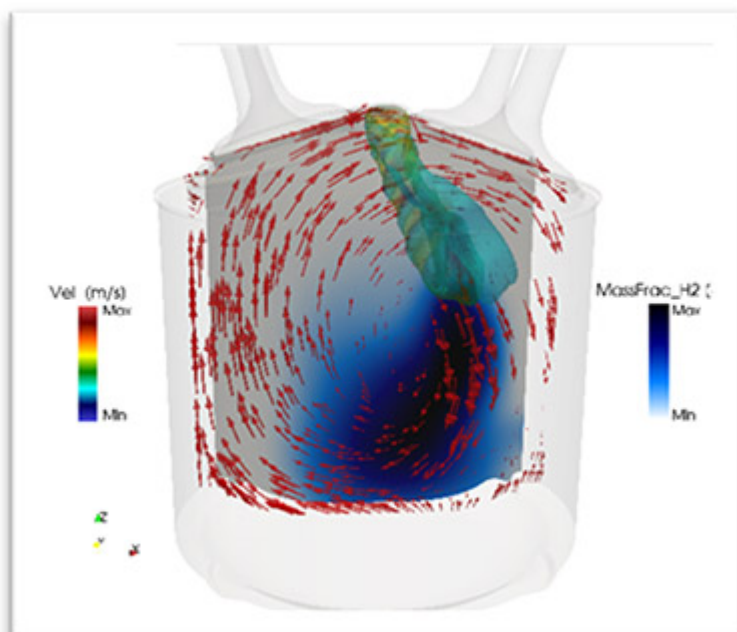 Vel (m/s)
Max
Min
MassFrac_H2 (:
Max
Min
Z
Y
X